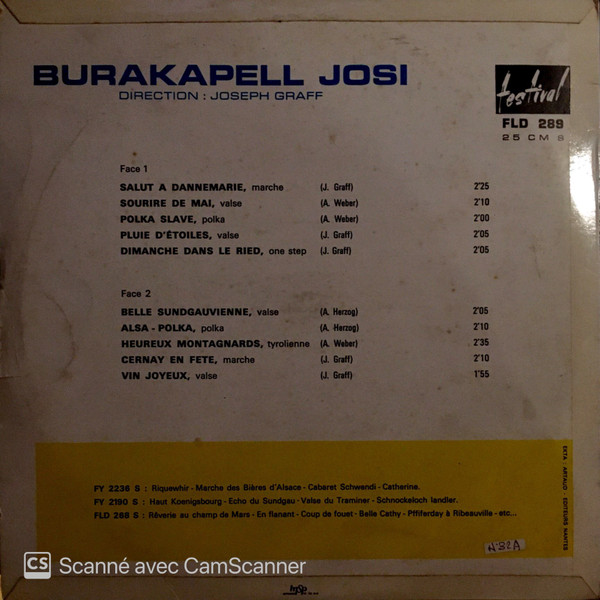 BURAKAPELL JOSI
DIRECTION : JOSEPH GRAFF
festival
FLD 289
25 CM S
Face 1
SALUT A DANNEMARIE, marche (J. Graff) 2'25
SOURIRE DE MAI, valse (A. Weber) 2'10
POLKA SLAVE, polka (A. Weber) 2'00
PLUIE D'ÉTOILES, valse (J. Graff) 2'05
DIMANCHE DANS LE RIED, one step (J. Graff) 2'05
Face 2
BELLE SUNDGAUVIENNE, valse (A. Herzog) 2'05
ALSA - POLKA, polka (A. Herzog) 2'10
HEUREUX MONTAGNARDS, tyrolienne (A. Weber) 2'35
CERNAY EN FETE, marche (J. Graff) 2'10
VIN JOYEUX, valse (J. Graff) 1'55
FY 2236 S : Riquewhir - Marche des Bières d'Alsace - Cabaret Schwendi - Catherine.
FY 2190 S : Haut Koenigsbourg - Echo du Sundgau - Valse du Traminer - Schnockeloch landler.
FLD 288 S : Rêverie au champ de Mars - En flanant - Coup de fouet - Belle Cathy - Pfifferday à Ribeauville - etc...
EKTA : ARTAUD : EDITEURS NANTES
CS Scanné avec CamScanner